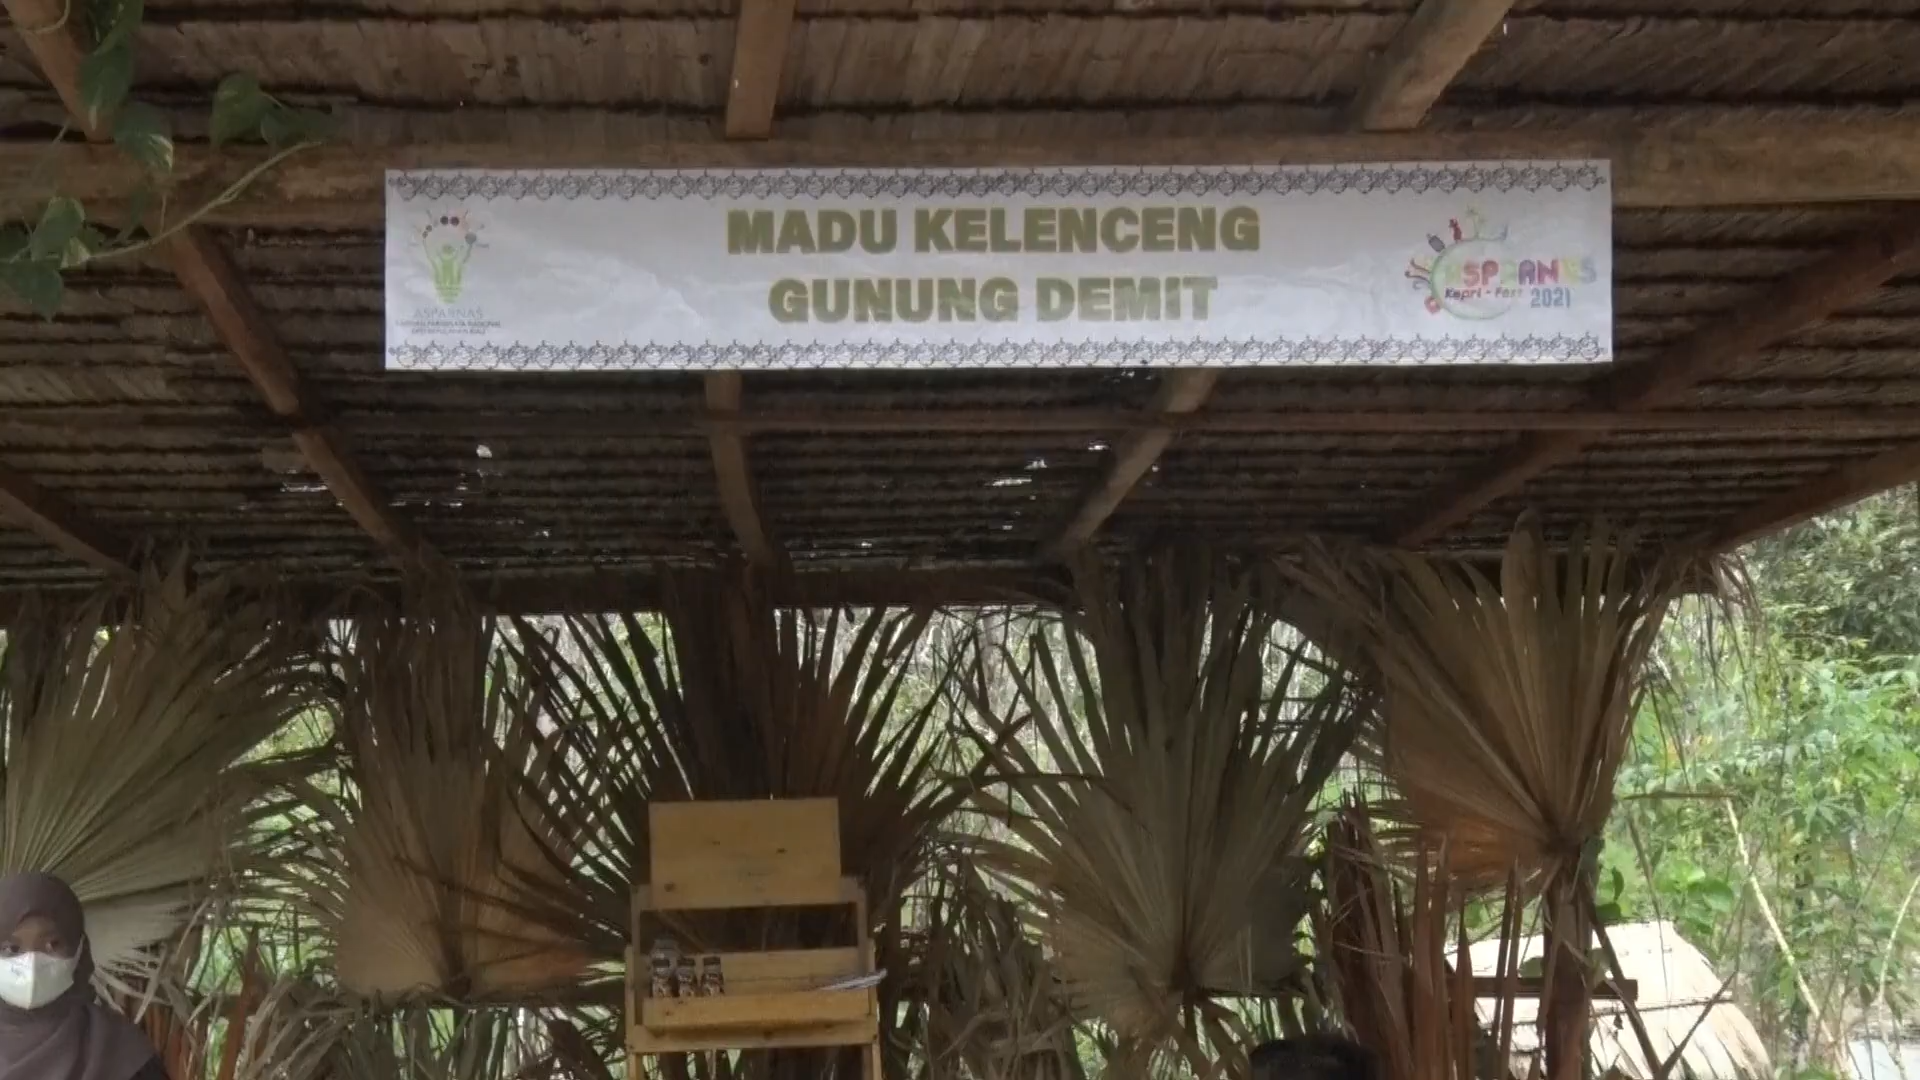 MADU KELENCENG
GUNUNG DEMIT
ASPARNAS
Kepri - Fest
2021